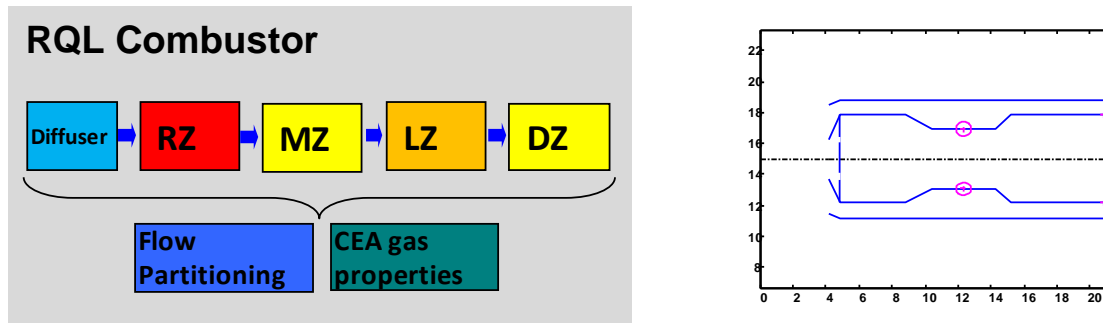 RQL Combustor
Diffuser RZ MZ LZ DZ
Flow
Partitioning
CEA gas
properties
22
20
18
16
14
12
10
8
0 2 4 6 8 10 12 14 16 18 20